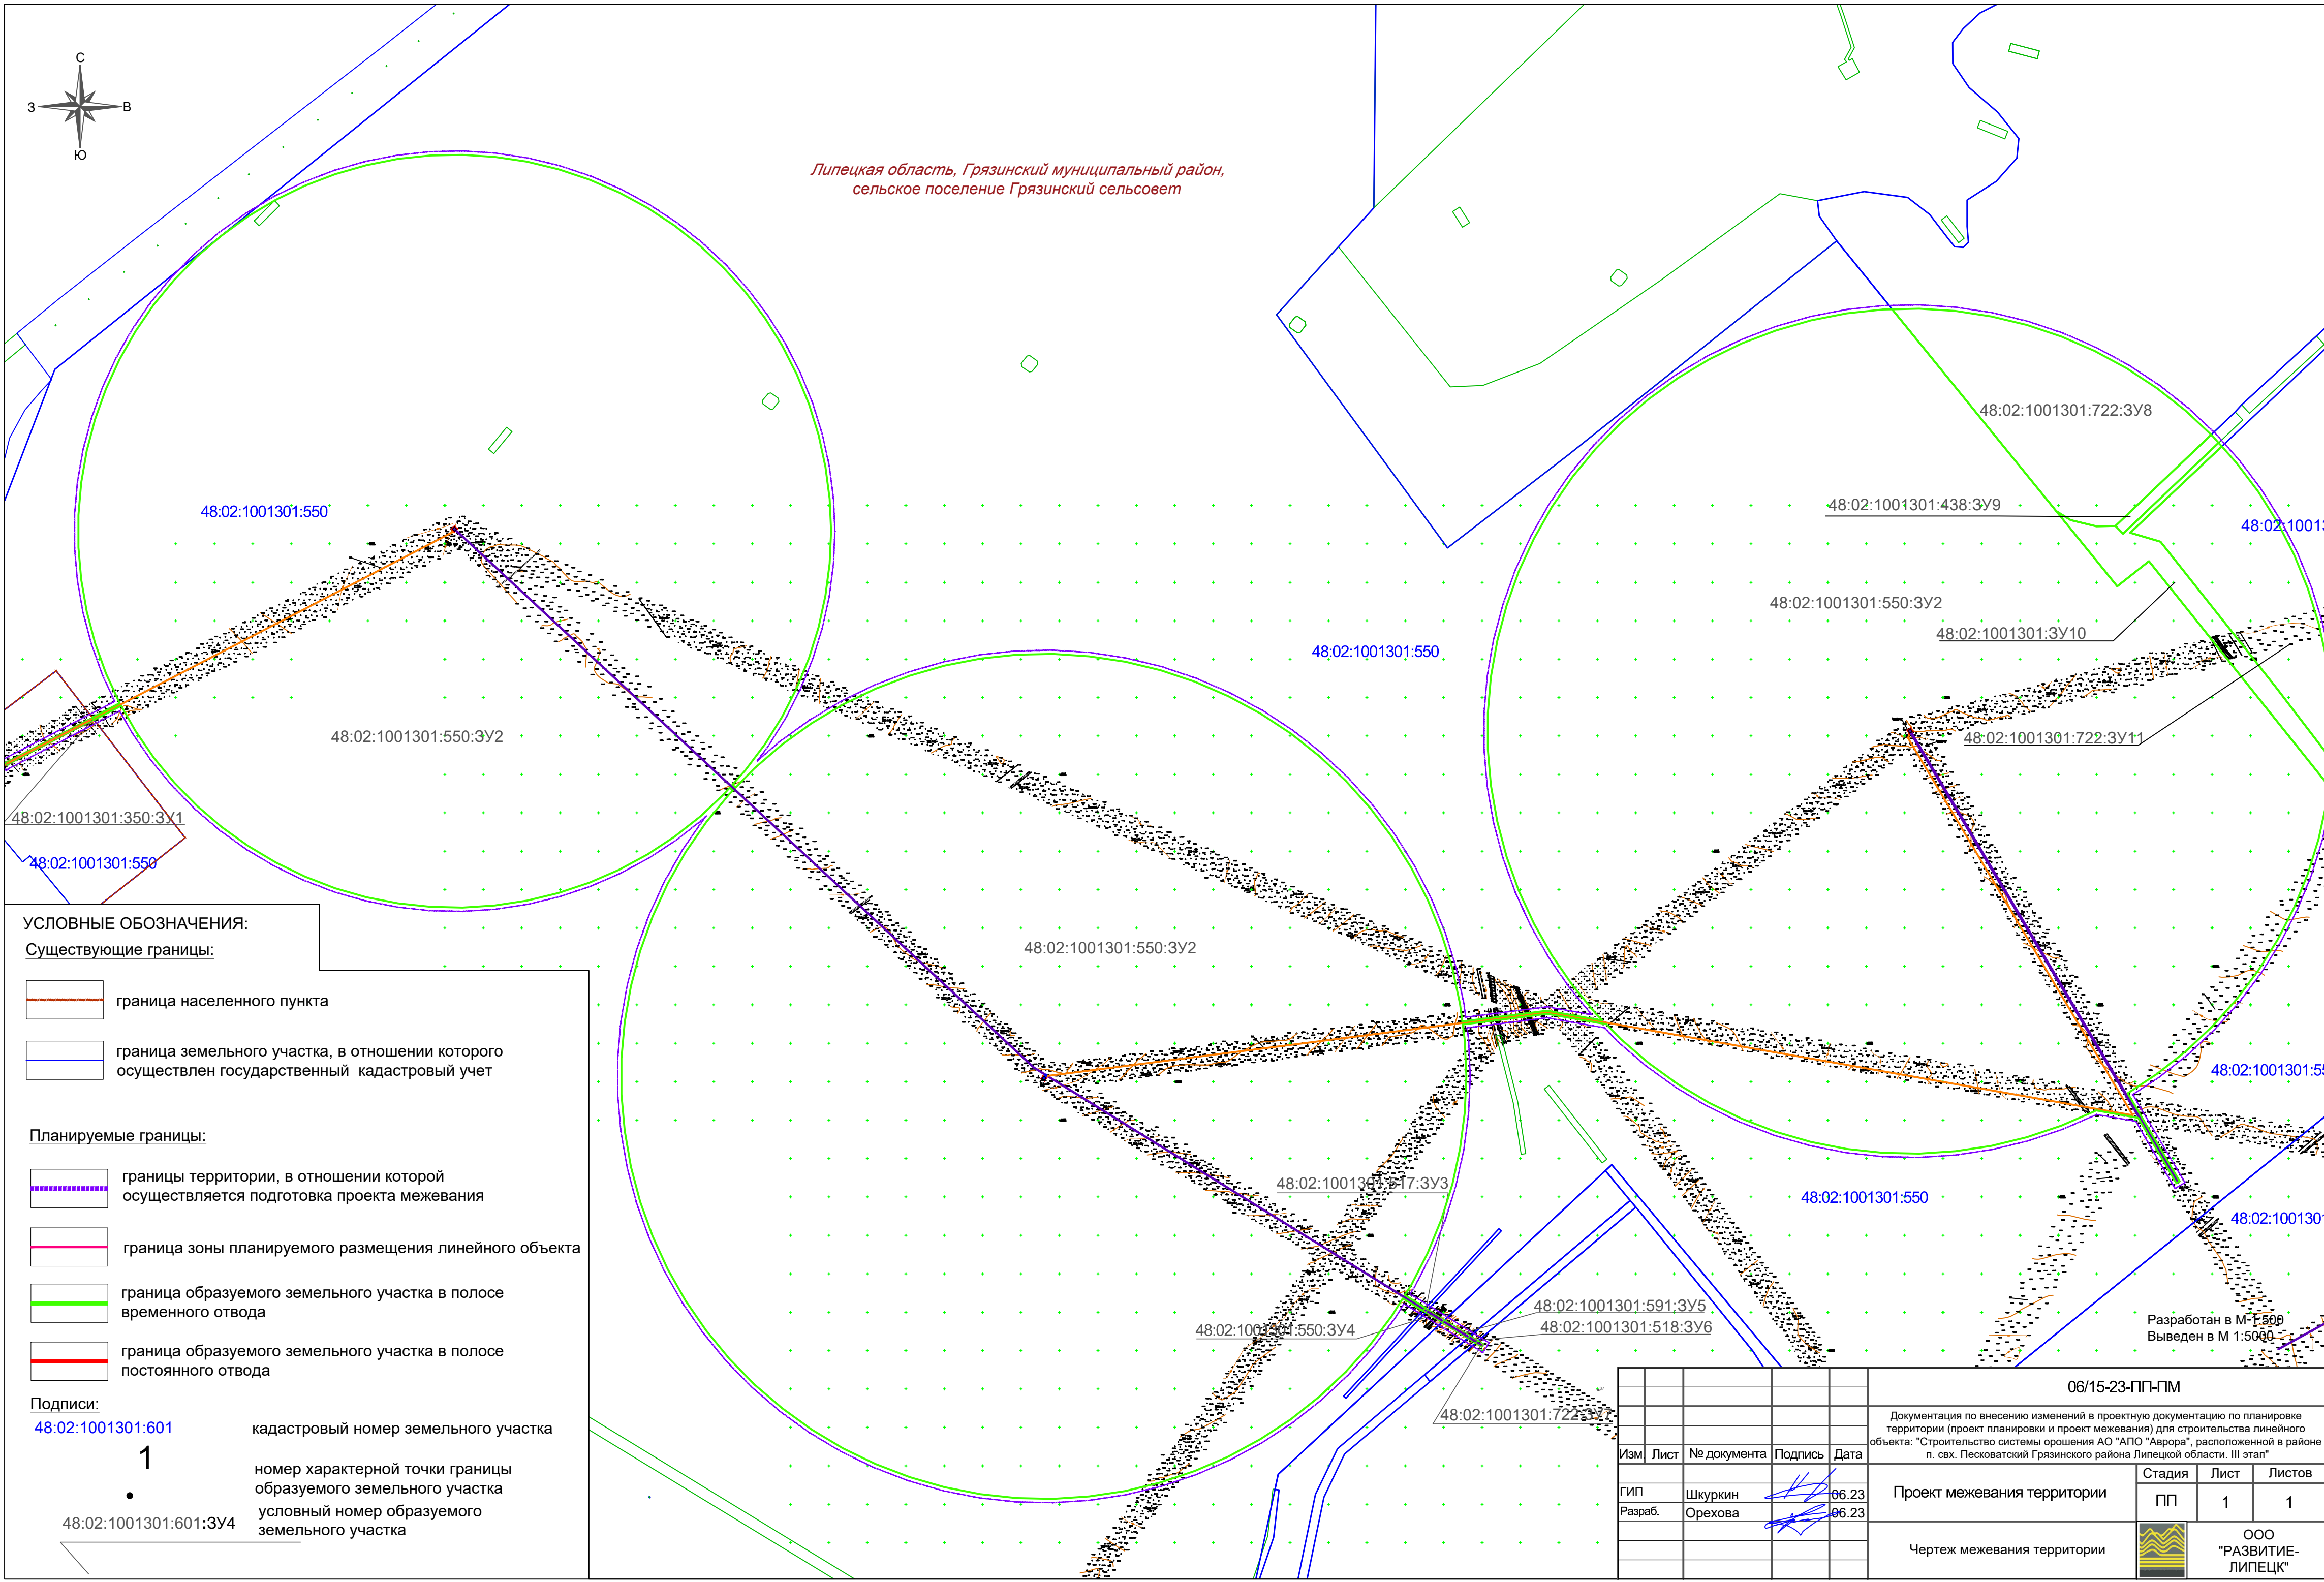 С
З
В
Ю
Липецкая область, Грязинский муниципальный район,
сельское поселение Грязинский сельсовет
48:02:1001301:722:ЗУ8
48:02:1001301:550
48:02:1001301:438:ЗУ9
48:02:1001301:550:ЗУ2
48:02:1001301:ЗУ10
48:02:1001301:550
48:02:1001301:550:ЗУ2
48:02:1001301:722:ЗУ11
48:02:1001301:350:ЗУ1
48:02:1001301:550
48:02:1001301:550:ЗУ2
48:02:1001301:517:ЗУ3
48:02:1001301:550
48:02:1001301:591:ЗУ5
48:02:1001301:550:ЗУ4
48:02:1001301:518:ЗУ6
Разработан в М 1:500
Выведен в М 1:5000
УСЛОВНЫЕ ОБОЗНАЧЕНИЯ:
Существующие границы:
граница населенного пункта
граница земельного участка, в отношении которого
осуществлен государственный кадастровый учет
Планируемые границы:
границы территории, в отношении которой
осуществляется подготовка проекта межевания
граница зоны планируемого размещения линейного объекта
граница образуемого земельного участка в полосе
временного отвода
граница образуемого земельного участка в полосе
постоянного отвода
Подписи:
48:02:1001301:601 кадастровый номер земельного участка
1
номер характерной точки границы
образуемого земельного участка
48:02:1001301:601:ЗУ4
условный номер образуемого
земельного участка
06/15-23-ПП-ПМ
Документация по внесению изменений в проектную документацию по планировке
территории (проект планировки и проект межевания) для строительства линейного
объекта: "Строительство системы орошения АО "АПО "Аврора", расположенной в районе
п. свх. Песковатский Грязинского района Липецкой области. III этап"
Изм. Лист № документа Подпись Дата
ГИП Шкуркин 06.23
Разраб. Орехова 06.23
Проект межевания территории
Стадия Лист Листов
ПП 1 1
Чертеж межевания территории
ООО
"РАЗВИТИЕ-
ЛИПЕЦК"